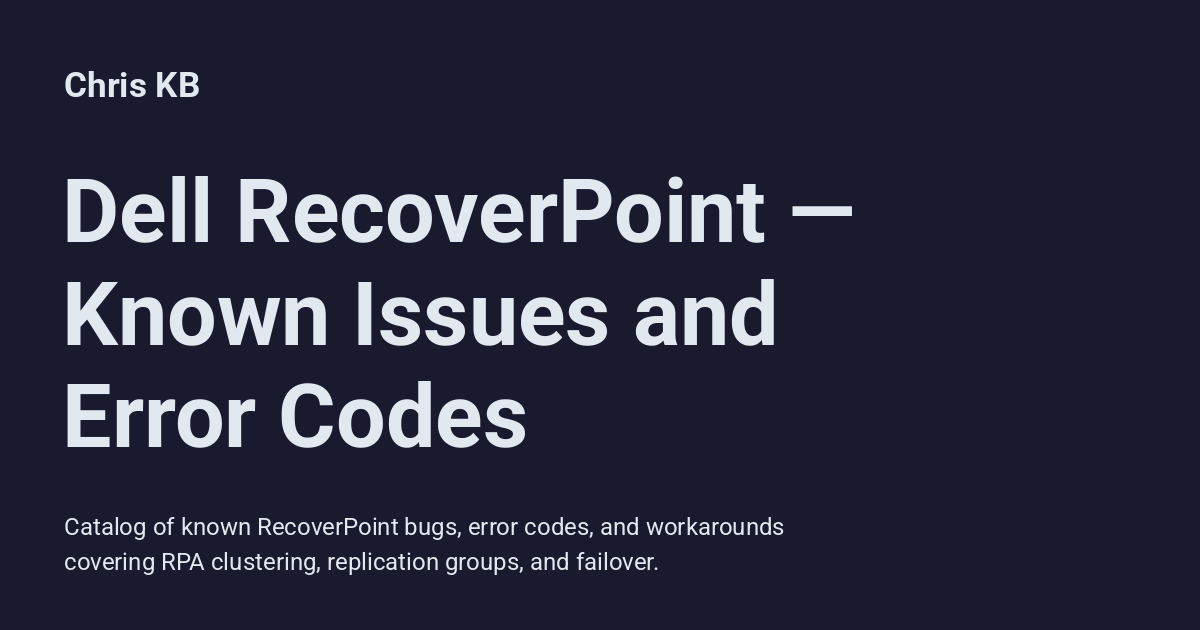 Chris KB
Dell RecoverPoint —
Known Issues and
Error Codes
Catalog of known RecoverPoint bugs, error codes, and workarounds
covering RPA clustering, replication groups, and failover.